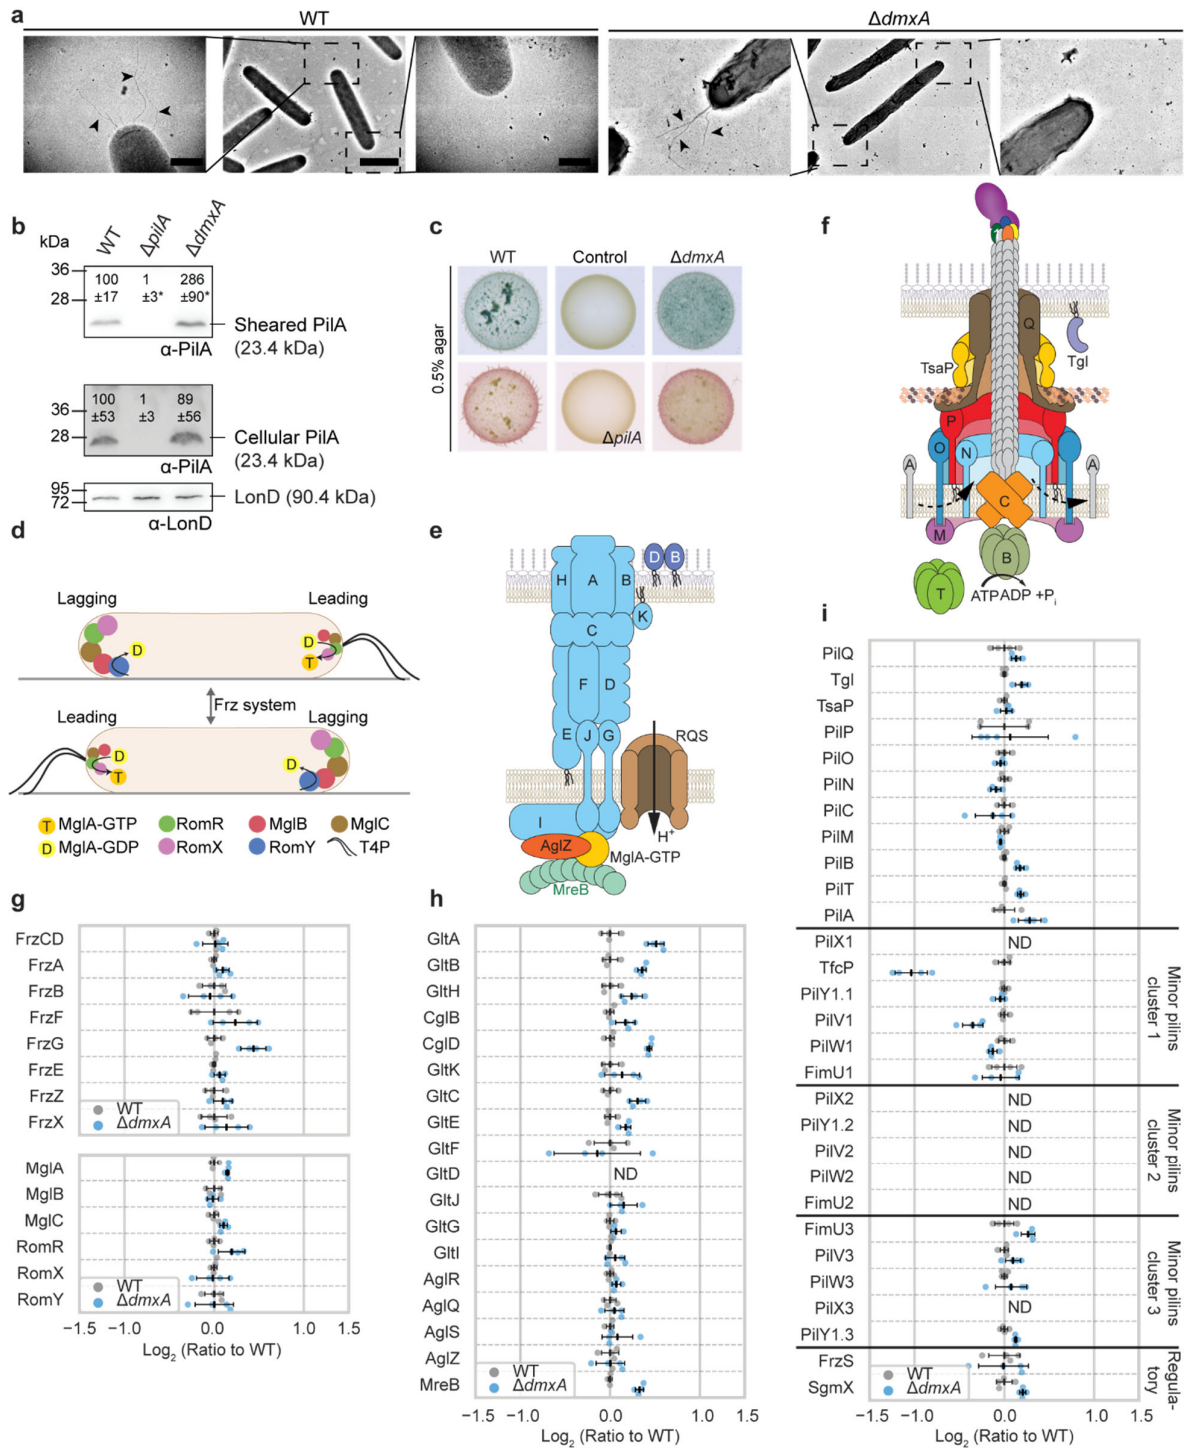 a
WT
ΔdmxA
b
kDa
WT
ΔpilA
ΔdmxA
36
28
100
±17
1
±3*
286
±90*
Sheared PilA
(23.4 kDa)
α-PilA
36
28
100
±53
1
±3
89
±56
Cellular PilA
(23.4 kDa)
α-PilA
95
72
LonD (90.4 kDa)
α-LonD
c
WT
Control
ΔdmxA
0.5% agar
ΔpilA
f
Q
TsaP
Tgl
P
O
N
A
A
C
M
B
T
ATP
ADP +Pi
d
Lagging
Leading
D
D
T
Frz system
Leading
Lagging
D
T
D
T MglA-GTP
RomR
MglB
MglC
D MglA-GDP
RomX
RomY
T4P
e
H
A
B
D
B
K
C
F
D
E
J
G
RQS
I
AglZ
H+
MglA-GTP
MreB
g
FrzCD
FrzA
FrzB
FrzF
FrzG
FrzE
FrzZ
FrzX
WT
ΔdmxA
MglA
MglB
MglC
RomR
RomX
RomY
WT
ΔdmxA
−1.5
−1.0
0.0
1.0
1.5
Log2 (Ratio to WT)
h
GltA
GltB
GltH
CglB
CglD
GltK
GltC
GltE
GltF
GltD
ND
GltJ
GltG
GltI
AglR
AglQ
AglS
AglZ
MreB
WT
ΔdmxA
−1.5
−1.0
0.0
1.0
1.5
Log2 (Ratio to WT)
i
PilQ
Tgl
TsaP
PilP
PilO
PilN
PilC
PilM
PilB
PilT
PilA
PilX1
ND
TfcP
PilY1.1
PilV1
PilW1
FimU1
Minor pilins
cluster 1
PilX2
ND
PilY1.2
ND
PilV2
ND
PilW2
ND
FimU2
ND
Minor pilins
cluster 2
FimU3
PilV3
PilW3
PilX3
ND
PilY1.3
Minor pilins
cluster 3
FrzS
SgmX
Regula-
tory
WT
ΔdmxA
−1.5
−1.0
0.0
1.0
1.5
Log2 (Ratio to WT)